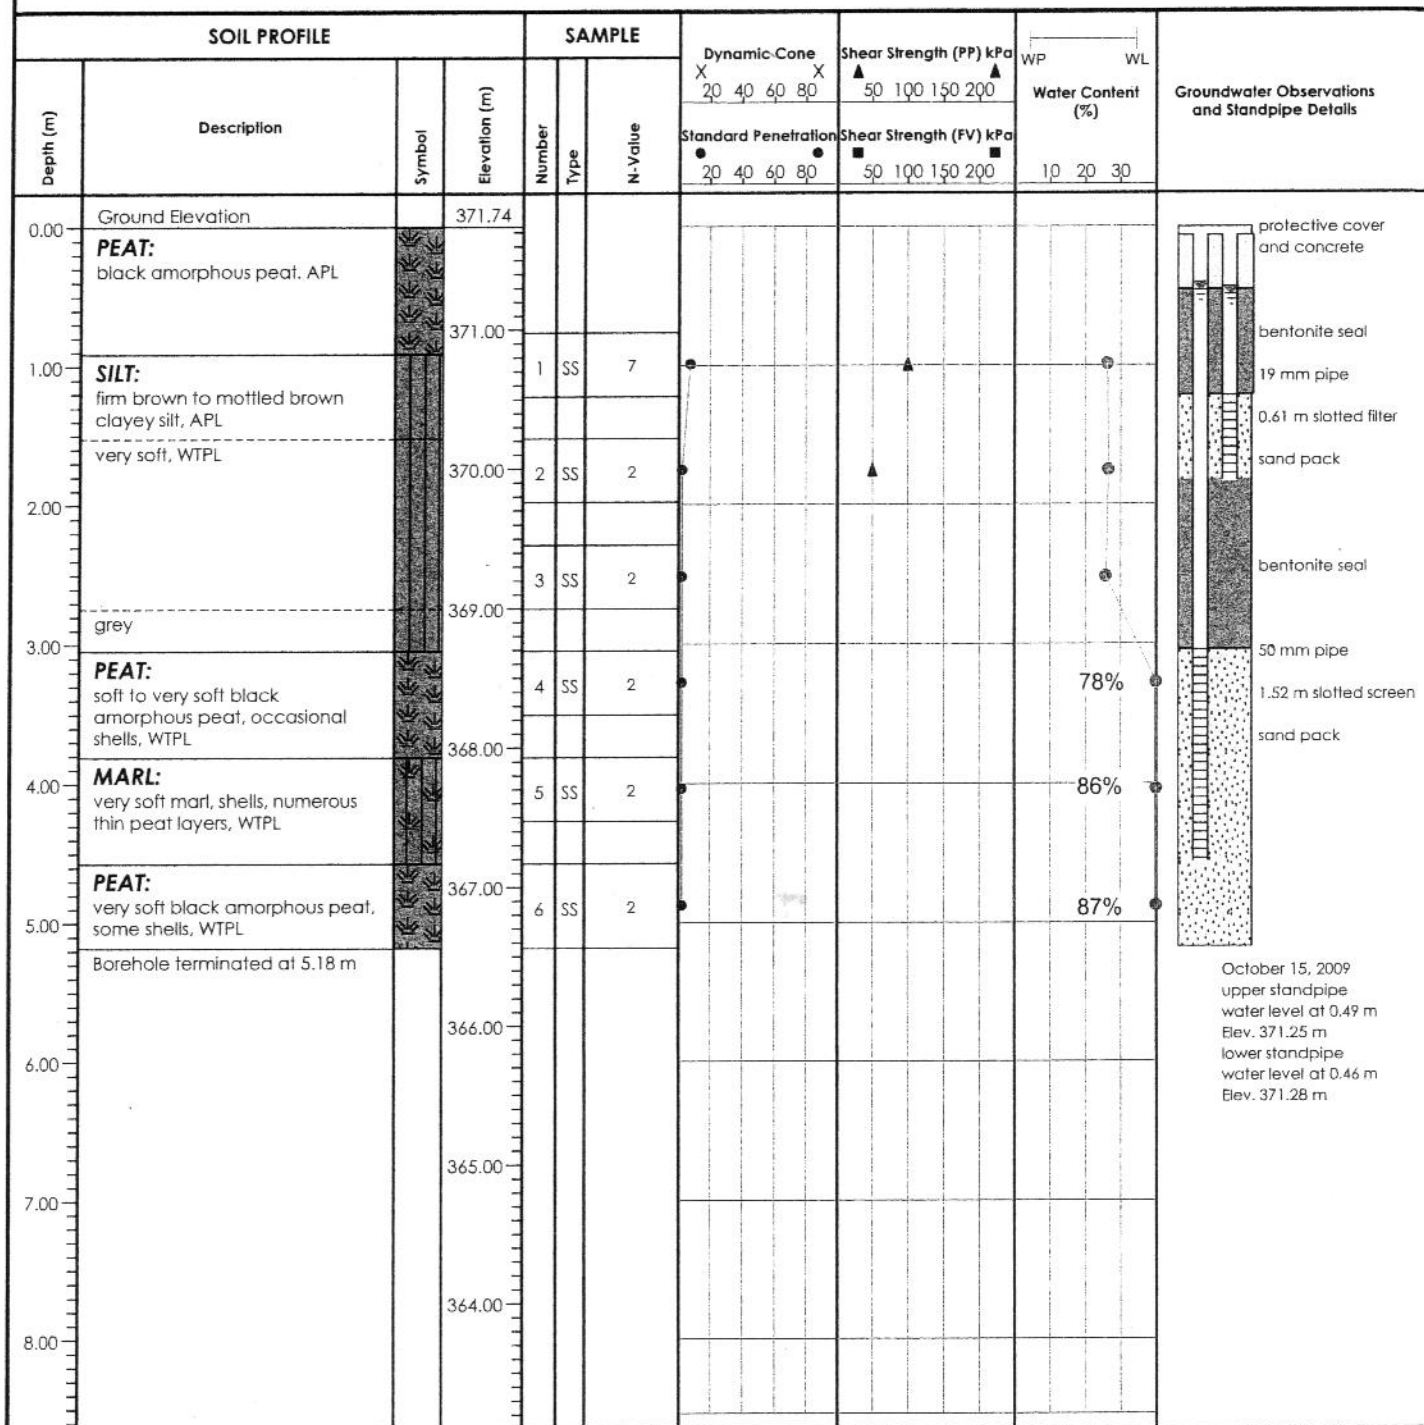 SOIL PROFILE
SAMPLE
Depth (m)
Description
Symbol
Elevation (m)
Number
Type
N-Value
Dynamic Cone
X X
20 40 60 80
Standard Penetration
20 40 60 80
Shear Strength (PP) kPa
50 100 150 200
Shear Strength (FV) kPa
50 100 150 200
WP WL
Water Content
(%)
10 20 30
Groundwater Observations
and Standpipe Details
Ground Elevation 371.74
0.00
PEAT:
black amorphous peat. APL
371.00
1.00
SILT:
firm brown to mottled brown
clayey silt, APL
1 SS 7
very soft, WTPL
370.00
2 SS 2
2.00
3 SS 2
369.00
grey
3.00
PEAT:
soft to very soft black
amorphous peat, occasional
shells, WTPL
4 SS 2
78%
368.00
MARL:
4.00
very soft marl, shells, numerous
thin peat layers, WTPL
5 SS 2
86%
PEAT:
367.00
very soft black amorphous peat,
some shells, WTPL
6 SS 2
87%
5.00
Borehole terminated at 5.18 m
366.00
6.00
365.00
7.00
364.00
8.00
protective cover
and concrete
bentonite seal
19 mm pipe
0.61 m slotted filter
sand pack
bentonite seal
50 mm pipe
1.52 m slotted screen
sand pack
October 15, 2009
upper standpipe
water level at 0.49 m
Elev. 371.25 m
lower standpipe
water level at 0.46 m
Elev. 371.28 m